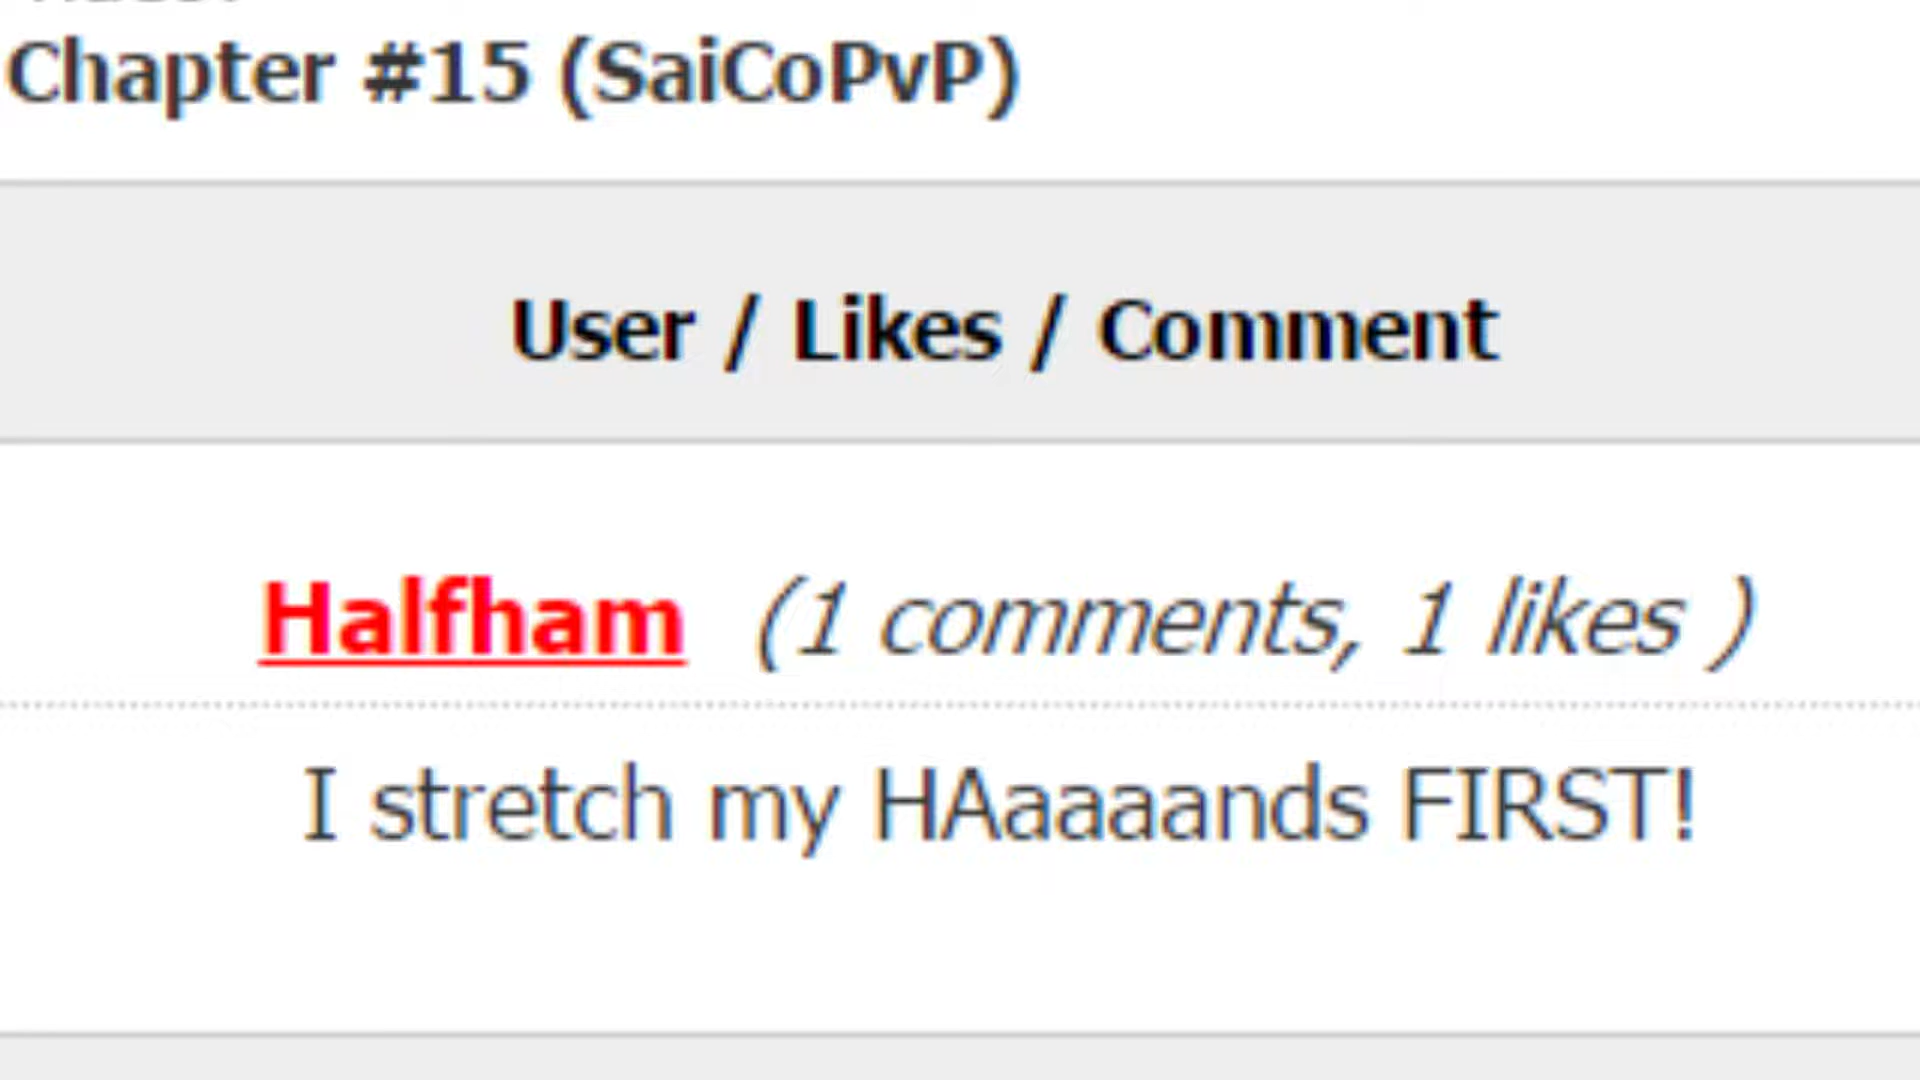 Chapter #15 (SaiCoPvP)
User / Likes / Comment
Halfham (1 comments, 1 likes )
I stretch my HAaaaands FIRST!